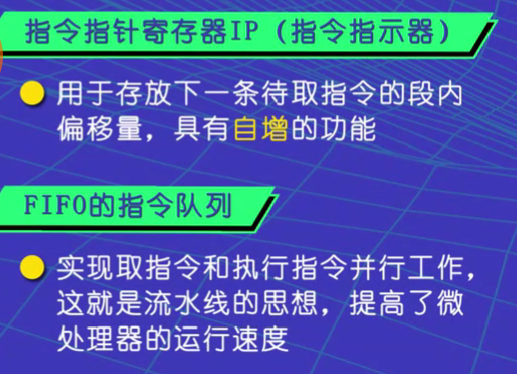 指令指针寄存器IP（指令指示器）
用于存放下一条待取指令的段内
偏移量，具有自增的功能
FIFO的指令队列
实现取指令和执行指令并行工作，
这就是流水线的思想，提高了微
处理器的运行速度